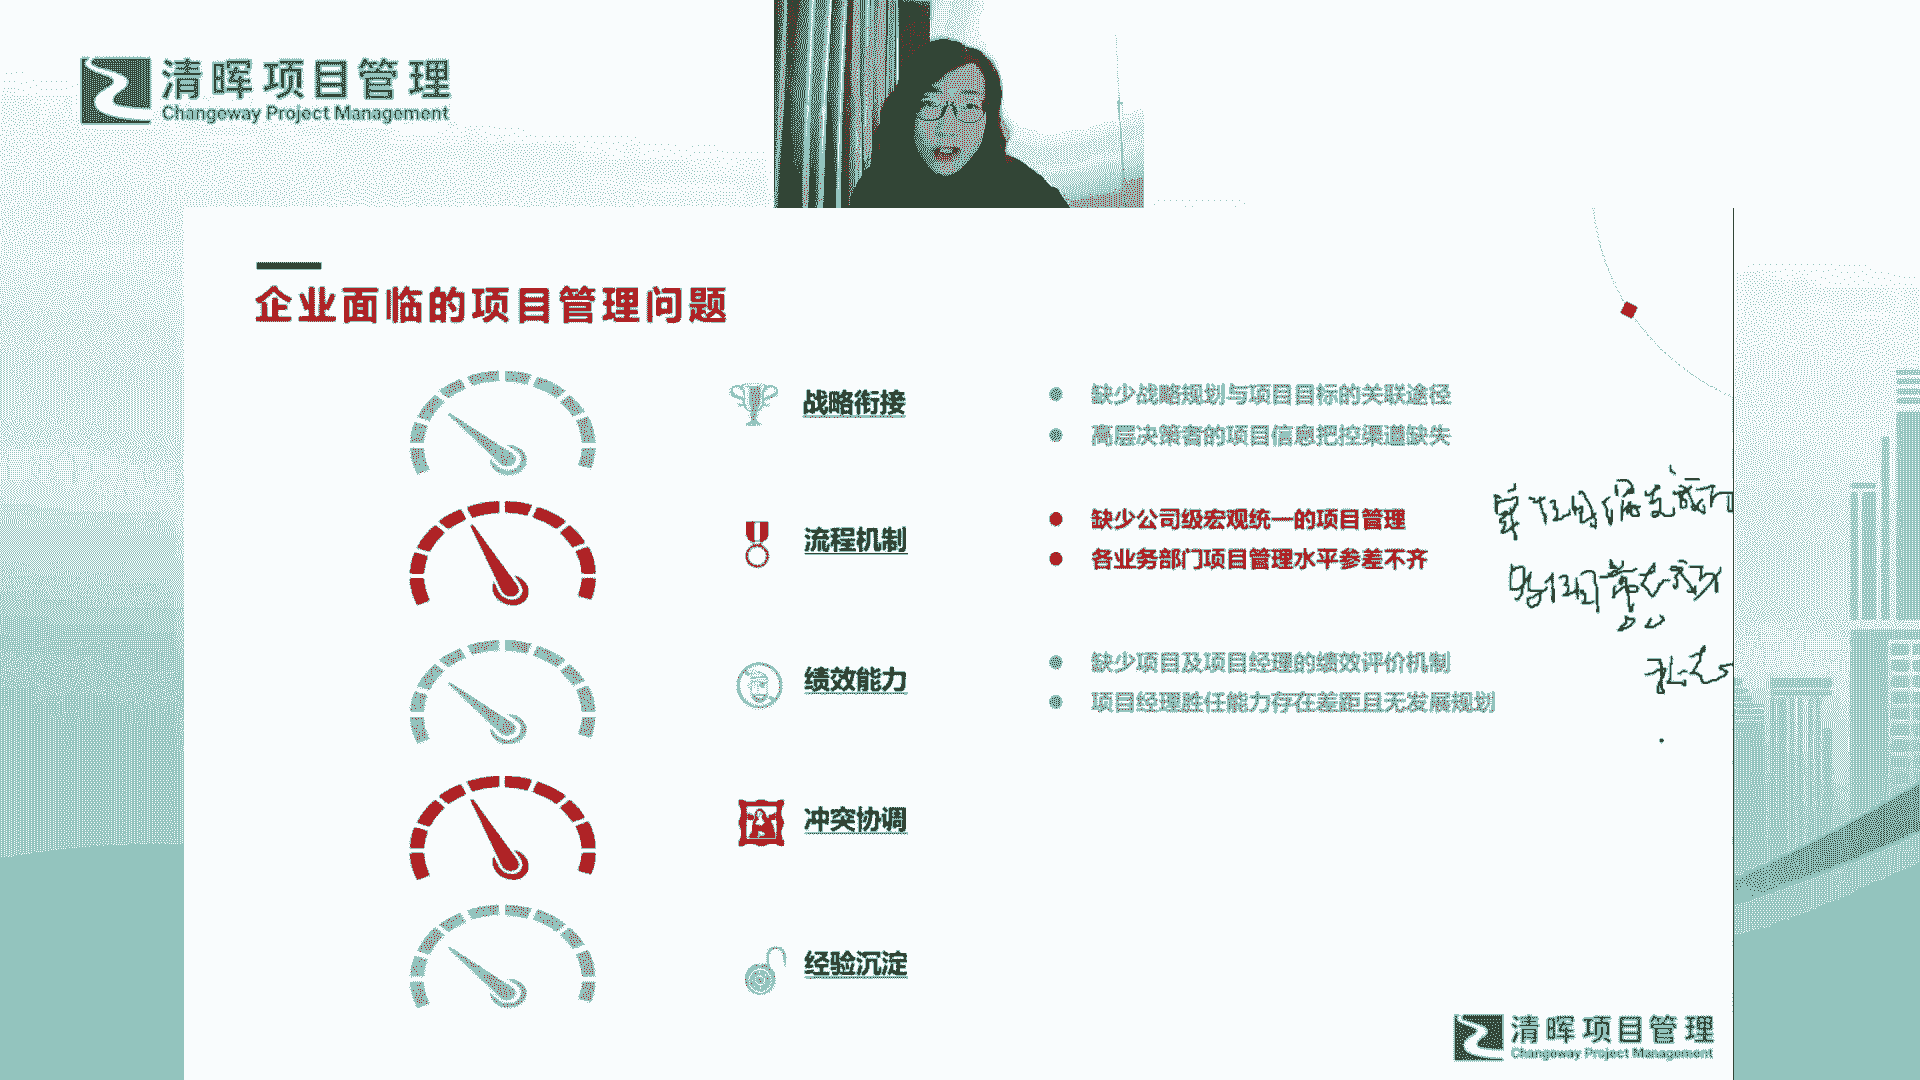 清晖项目管理
Changeway Project Management
企业面临的项目管理问题
战略衔接
缺少战略规划与项目目标的关联途径
高层决策者的项目信息把控渠道缺失
流程机制
缺少公司级宏观统一的项目管理
各业务部门项目管理水平参差不齐
绩效能力
缺少项目及项目经理的绩效评价机制
项目经理胜任能力存在差距且无发展规划
冲突协调
经验沉淀
清晖项目管理
Changeway Project Management